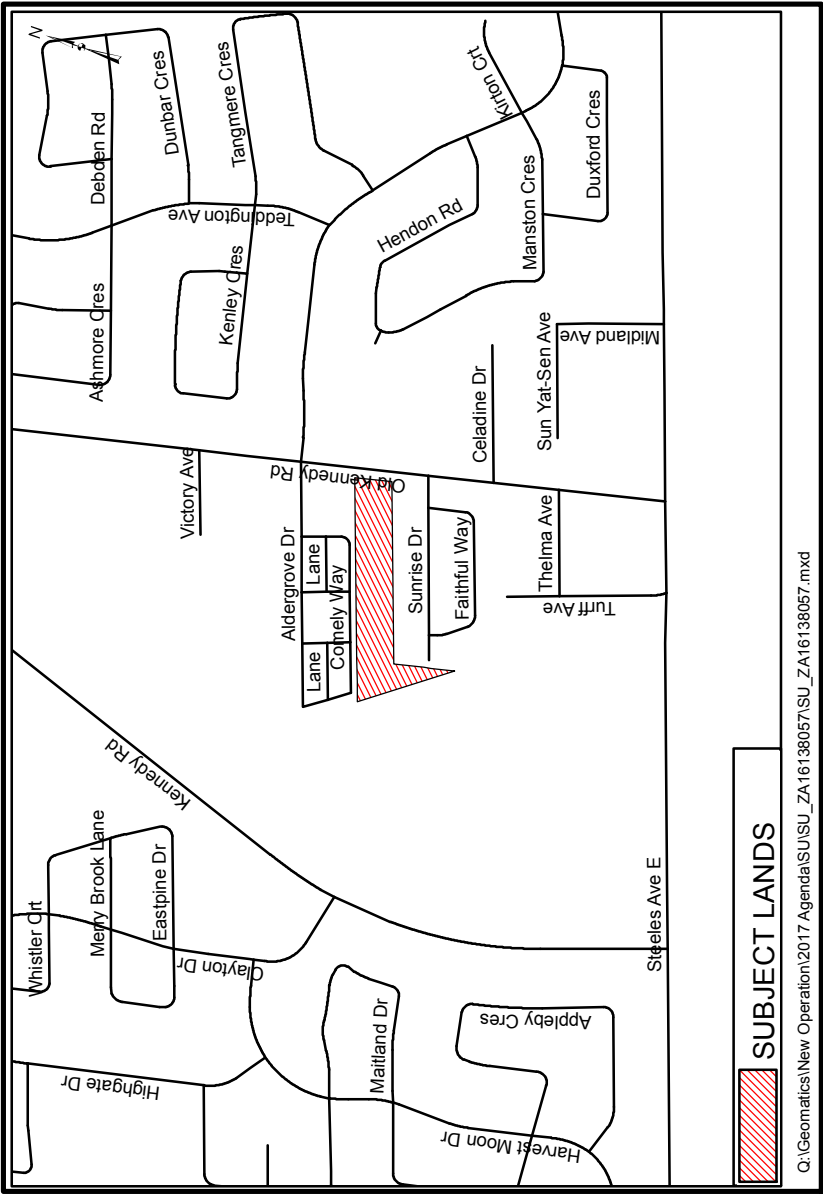 N
Debden Rd
Dunbar Cres
Tangmere Cres
Kirton Crt
Duxford Cres
Teddington Ave
Hendon Rd
Manston Cres
Kenley Cres
Ashmore Cres
Midland Ave
Sun Yat-Sen Ave
Celadine Dr
Victory Ave
Old Kennedy Rd
Aldergrove Dr
Lane
Comely Way
Lane
Sunrise Dr
Faithful Way
Thelma Ave
Turff Ave
Kennedy Rd
Whistler Crt
Merry Brook Lane
Eastpine Dr
Clayton Dr
Steeles Ave E
Highgate Dr
Maitland Dr
Appleby Cres
Harvest Moon Dr
SUBJECT LANDS
Q:\Geomatics\New Operation\2017 Agenda\SU\SU_ZA16138057\SU_ZA16138057.mxd